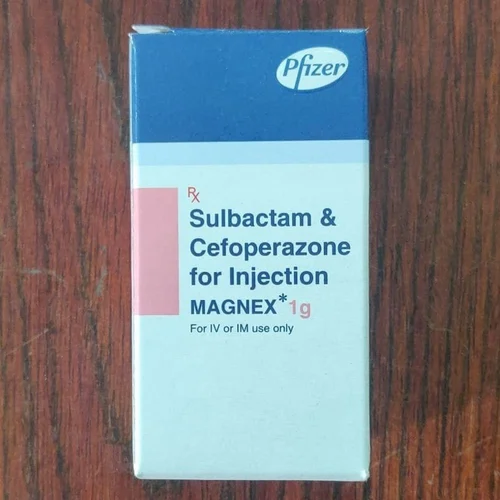 Pfizer
Rx
Sulbactam &
Cefoperazone
for Injection
MAGNEX* 1g
For IV or IM use only